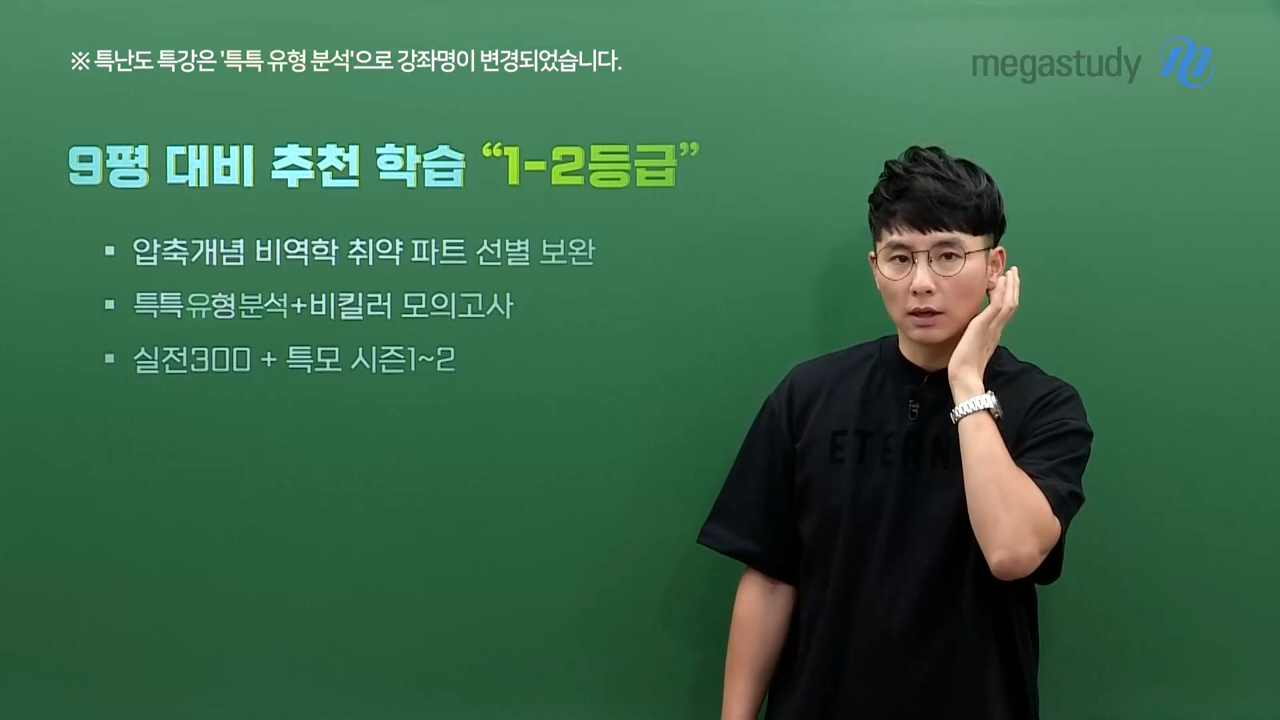 ※ 특난도 특강은 '특특 유형 분석'으로 강좌명이 변경되었습니다.
megastudy
9평 대비 추천 학습 “1-2등급”
▪ 압축개념 비역학 취약 파트 선별 보완
▪ 특특유형분석+비킬러 모의고사
▪ 실전300 + 특모 시즌1~2
ETERN